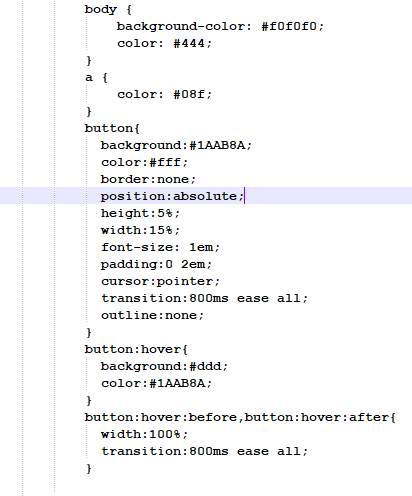 body {
background-color: #f0f0f0;
color: #444;
}
a {
color: #08f;
}
button{
background:#1AAB8A;
color:#fff;
border:none;
position:absolute;
height:5%;
width:15%;
font-size: 1em;
padding:0 2em;
cursor:pointer;
transition:800ms ease all;
outline:none;
}
button:hover{
background:#ddd;
color:#1AAB8A;
}
button:hover:before,button:hover:after{
width:100%;
transition:800ms ease all;
}